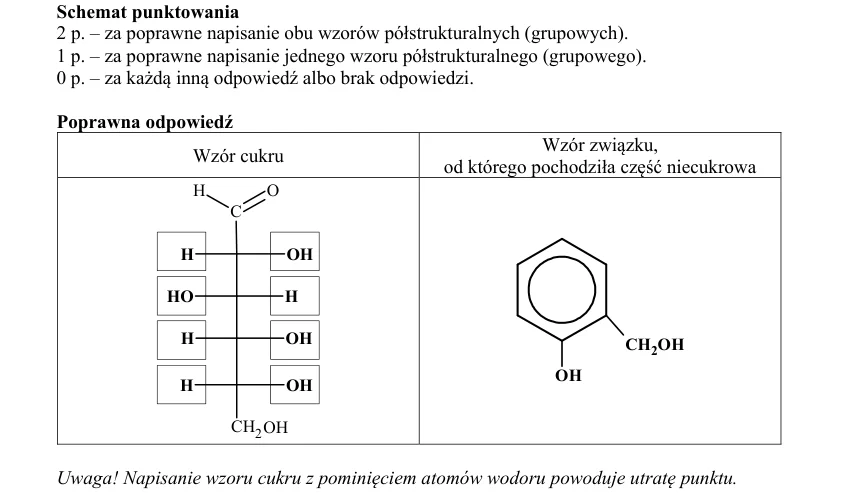 Schemat punktowania
2 p. – za poprawne napisanie obu wzorów półstrukturalnych (grupowych).
1 p. – za poprawne napisanie jednego wzoru półstrukturalnego (grupowego).
0 p. – za każdą inną odpowiedź albo brak odpowiedzi.
Poprawna odpowiedź
Wzór cukru
Wzór związku,
od którego pochodziła część niecukrowa
H O
C
H OH
HO H
H OH
H OH
CH₂OH
CH₂OH
OH
Uwaga! Napisanie wzoru cukru z pominięciem atomów wodoru powoduje utratę punktu.